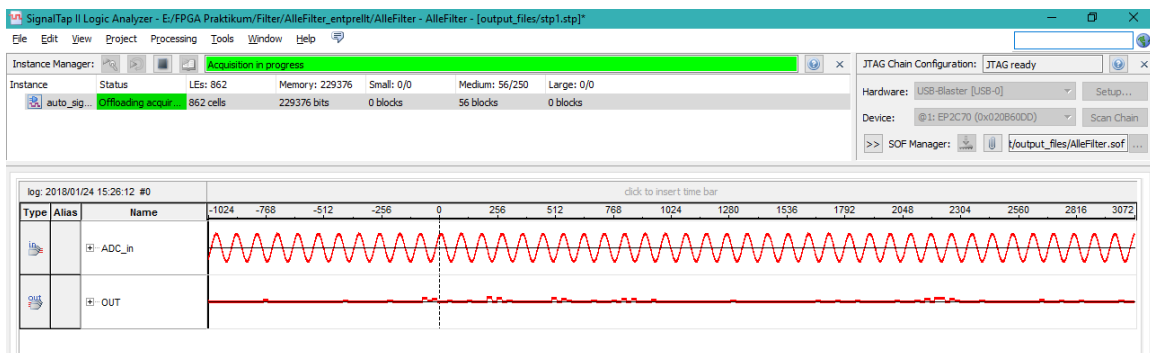 SignalTap II Logic Analyzer - E:/FPGA Praktikum/Filter/AlleFilter_entprellt/AlleFilter - AlleFilter - [output_files/stp1.stp]*
File Edit View Project Processing Tools Window Help
Instance Manager: Acquisition in progress
Instance Status LEs: 862 Memory: 229376 Small: 0/0 Medium: 56/250 Large: 0/0
auto_sig... Offloading acquir... 862 cells 229376 bits 0 blocks 56 blocks 0 blocks
JTAG Chain Configuration: JTAG ready
Hardware: USB-Blaster [USB-0] Setup...
Device: @1: EP2C70 (0x020B60DD) Scan Chain
>> SOF Manager: t/output_files/AlleFilter.sof ...
log: 2018/01/24 15:26:12 #0 click to insert time bar
Type Alias Name -1024 -768 -512 -256 0 256 512 768 1024 1280 1536 1792 2048 2304 2560 2816 3072
in ADC_in
out OUT